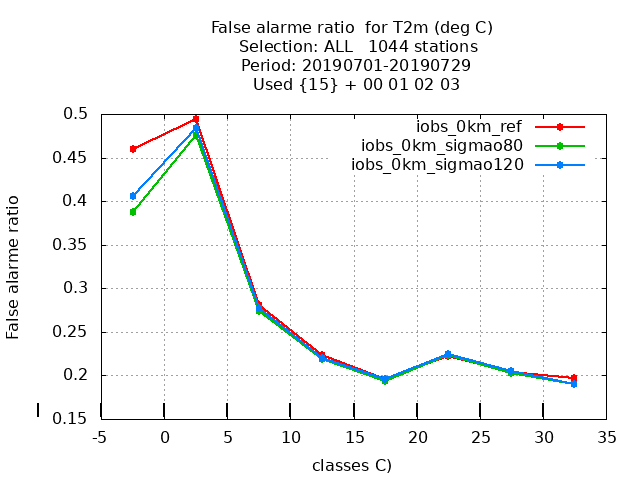 False alarme ratio  for T2m (deg C)
Selection: ALL   1044 stations
Period: 20190701-20190729
Used {15} + 00 01 02 03
iobs_0km_ref
iobs_0km_sigmao80
iobs_0km_sigmao120
False alarme ratio
0.5
0.45
0.4
0.35
0.3
0.25
0.2
0.15
-5 0 5 10 15 20 25 30 35
classes C)